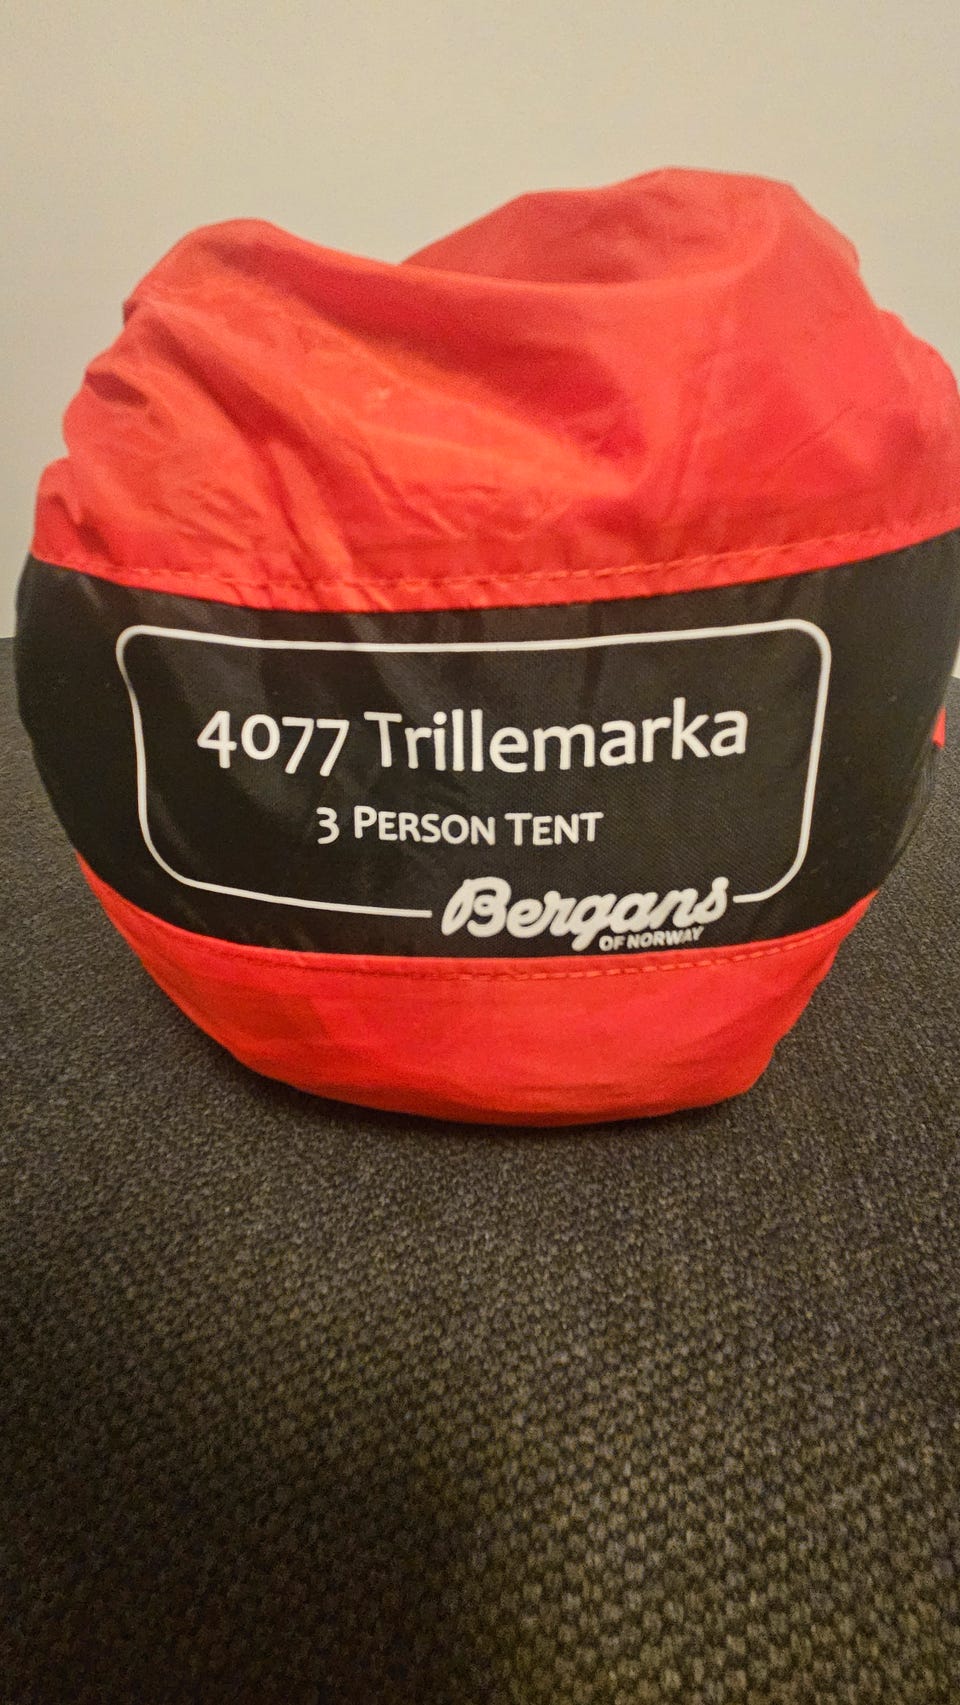 4077 Trillemarka
3 PERSON TENT
Bergans
OF NORWAY